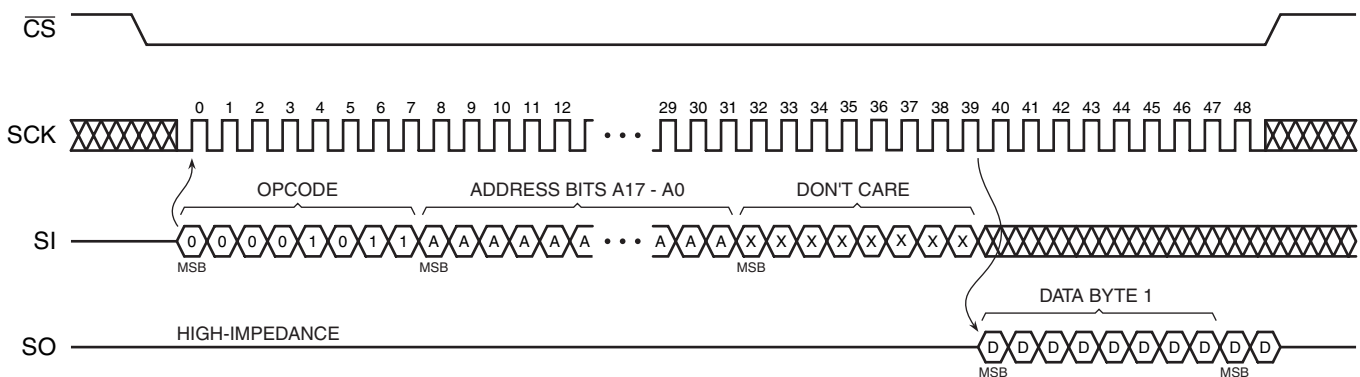 CS
0 1 2 3 4 5 6 7 8 9 10 11 12 29 30 31 32 33 34 35 36 37 38 39 40 41 42 43 44 45 46 47 48
SCK • • •
OPCODE ADDRESS BITS A17 - A0 DON'T CARE
SI 0 0 0 0 1 0 1 1 A A A A A A • • • A A A X X X X X X X X
MSB MSB MSB
DATA BYTE 1
HIGH-IMPEDANCE
SO D D D D D D D D D D
MSB MSB